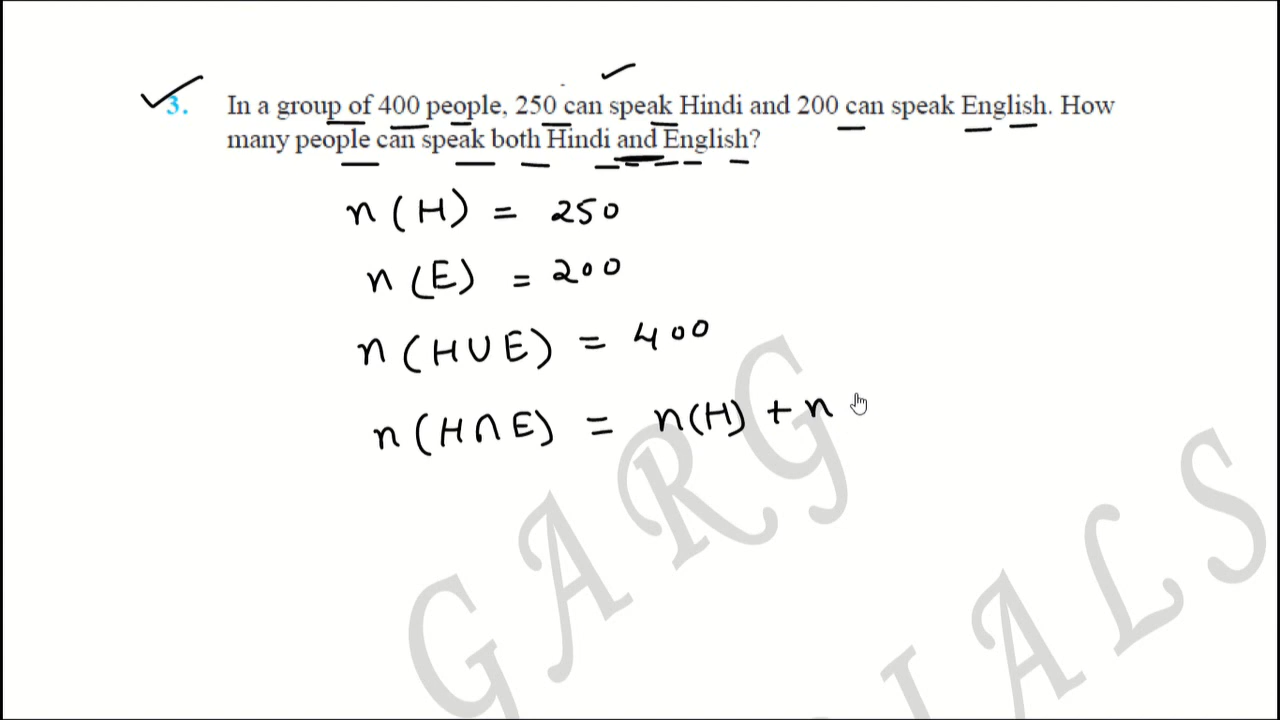 3. In a group of 400 people, 250 can speak Hindi and 200 can speak English. How
many people can speak both Hindi and English?
n (H) = 250
n (E) = 200
n (H∪E) = 400
n (H∩E) = n(H) + n
GARG
IALS